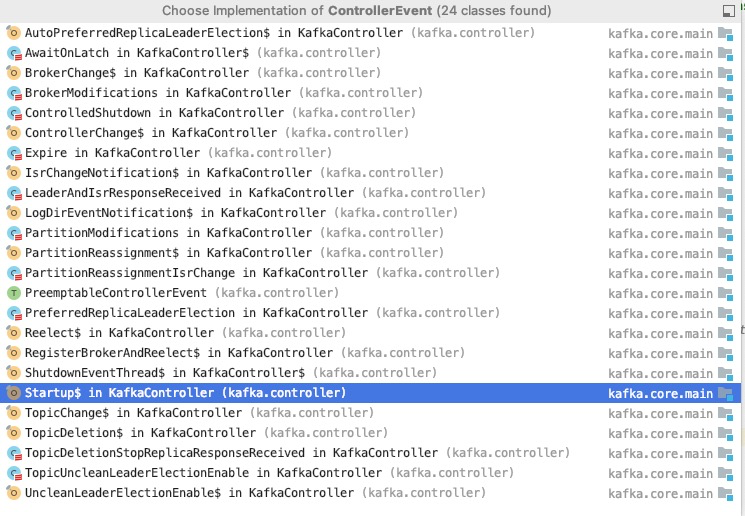 Choose Implementation of ControllerEvent (24 classes found)
AutoPreferredReplicaLeaderElection$ in KafkaController (kafka.controller) kafka.core.main
AwaitOnLatch in KafkaController$ (kafka.controller) kafka.core.main
BrokerChange$ in KafkaController (kafka.controller) kafka.core.main
BrokerModifications in KafkaController (kafka.controller) kafka.core.main
ControlledShutdown in KafkaController (kafka.controller) kafka.core.main
ControllerChange$ in KafkaController (kafka.controller) kafka.core.main
Expire in KafkaController (kafka.controller) kafka.core.main
IsrChangeNotification$ in KafkaController (kafka.controller) kafka.core.main
LeaderAndIsrResponseReceived in KafkaController (kafka.controller) kafka.core.main
LogDirEventNotification$ in KafkaController (kafka.controller) kafka.core.main
PartitionModifications in KafkaController (kafka.controller) kafka.core.main
PartitionReassignment$ in KafkaController (kafka.controller) kafka.core.main
PartitionReassignmentIsrChange in KafkaController (kafka.controller) kafka.core.main
PreemptableControllerEvent (kafka.controller) kafka.core.main
PreferredReplicaLeaderElection in KafkaController (kafka.controller) kafka.core.main
Reelect$ in KafkaController (kafka.controller) kafka.core.main
RegisterBrokerAndReelect$ in KafkaController (kafka.controller) kafka.core.main
ShutdownEventThread$ in KafkaController$ (kafka.controller) kafka.core.main
Startup$ in KafkaController (kafka.controller) kafka.core.main
TopicChange$ in KafkaController (kafka.controller) kafka.core.main
TopicDeletion$ in KafkaController (kafka.controller) kafka.core.main
TopicDeletionStopReplicaResponseReceived in KafkaController (kafka.controller) kafka.core.main
TopicUncleanLeaderElectionEnable in KafkaController (kafka.controller) kafka.core.main
UncleanLeaderElectionEnable$ in KafkaController (kafka.controller) kafka.core.main